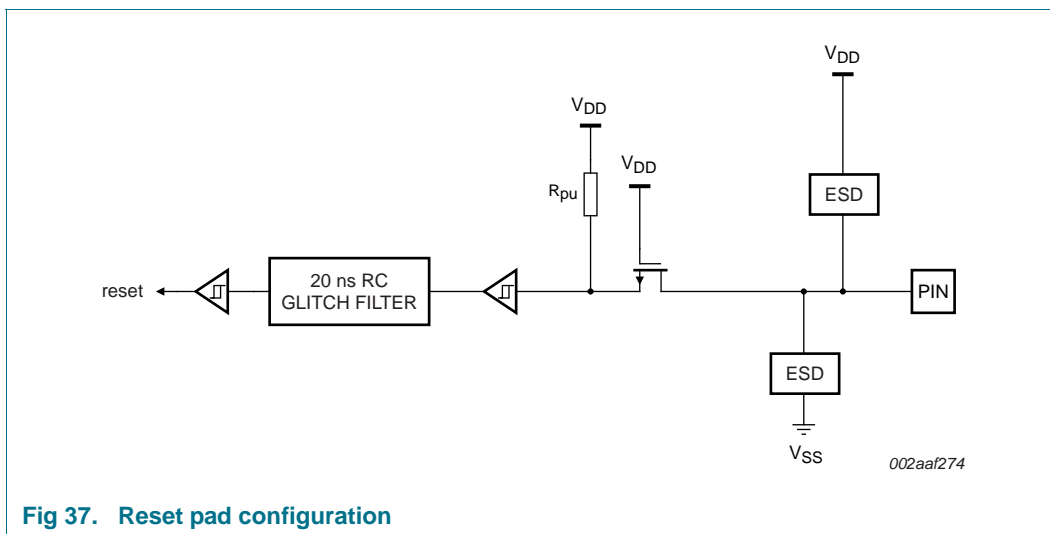 VDD
VDD
VDD
Rpu
ESD
reset
20 ns RC
GLITCH FILTER
PIN
ESD
VSS
002aaf274
Fig 37. Reset pad configuration